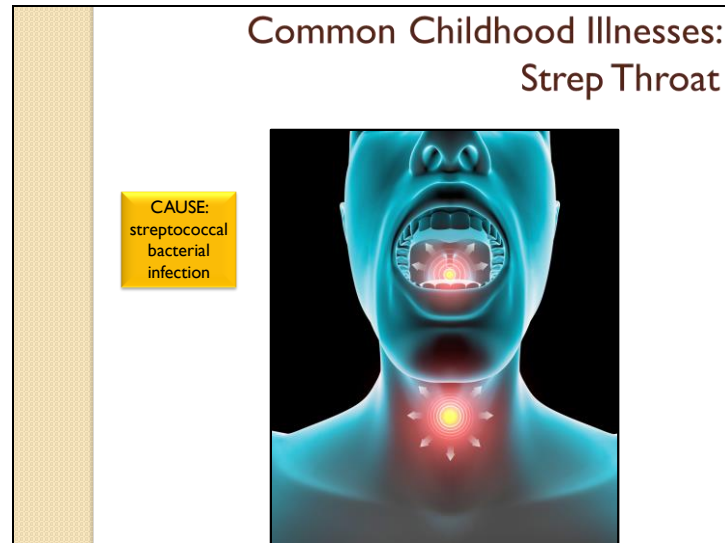 Common Childhood Illnesses:
Strep Throat
CAUSE:
streptococcal
bacterial
infection